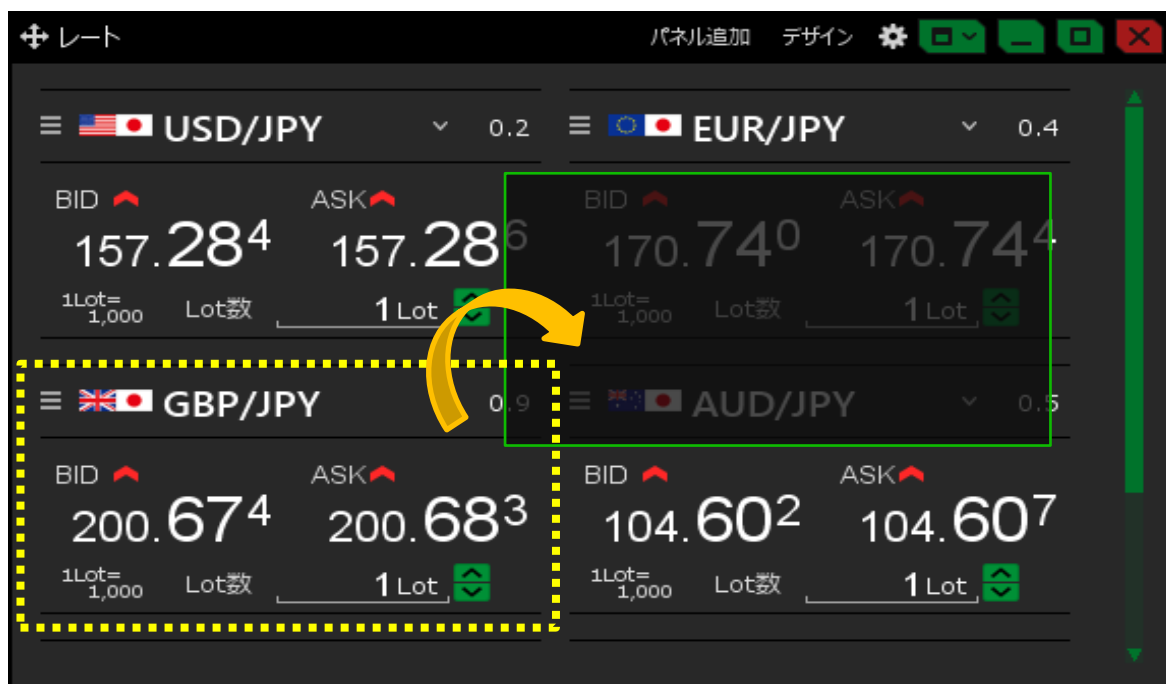 レート パネル追加 デザイン
USD/JPY 0.2
BID ASK
157.284 157.286
1Lot=
1,000 Lot数 1 Lot
EUR/JPY 0.4
BID ASK
170.740 170.744
1Lot=
1,000 Lot数 1 Lot
GBP/JPY 0.9
BID ASK
200.674 200.683
1Lot=
1,000 Lot数 1 Lot
AUD/JPY 0.5
BID ASK
104.602 104.607
1Lot=
1,000 Lot数 1 Lot